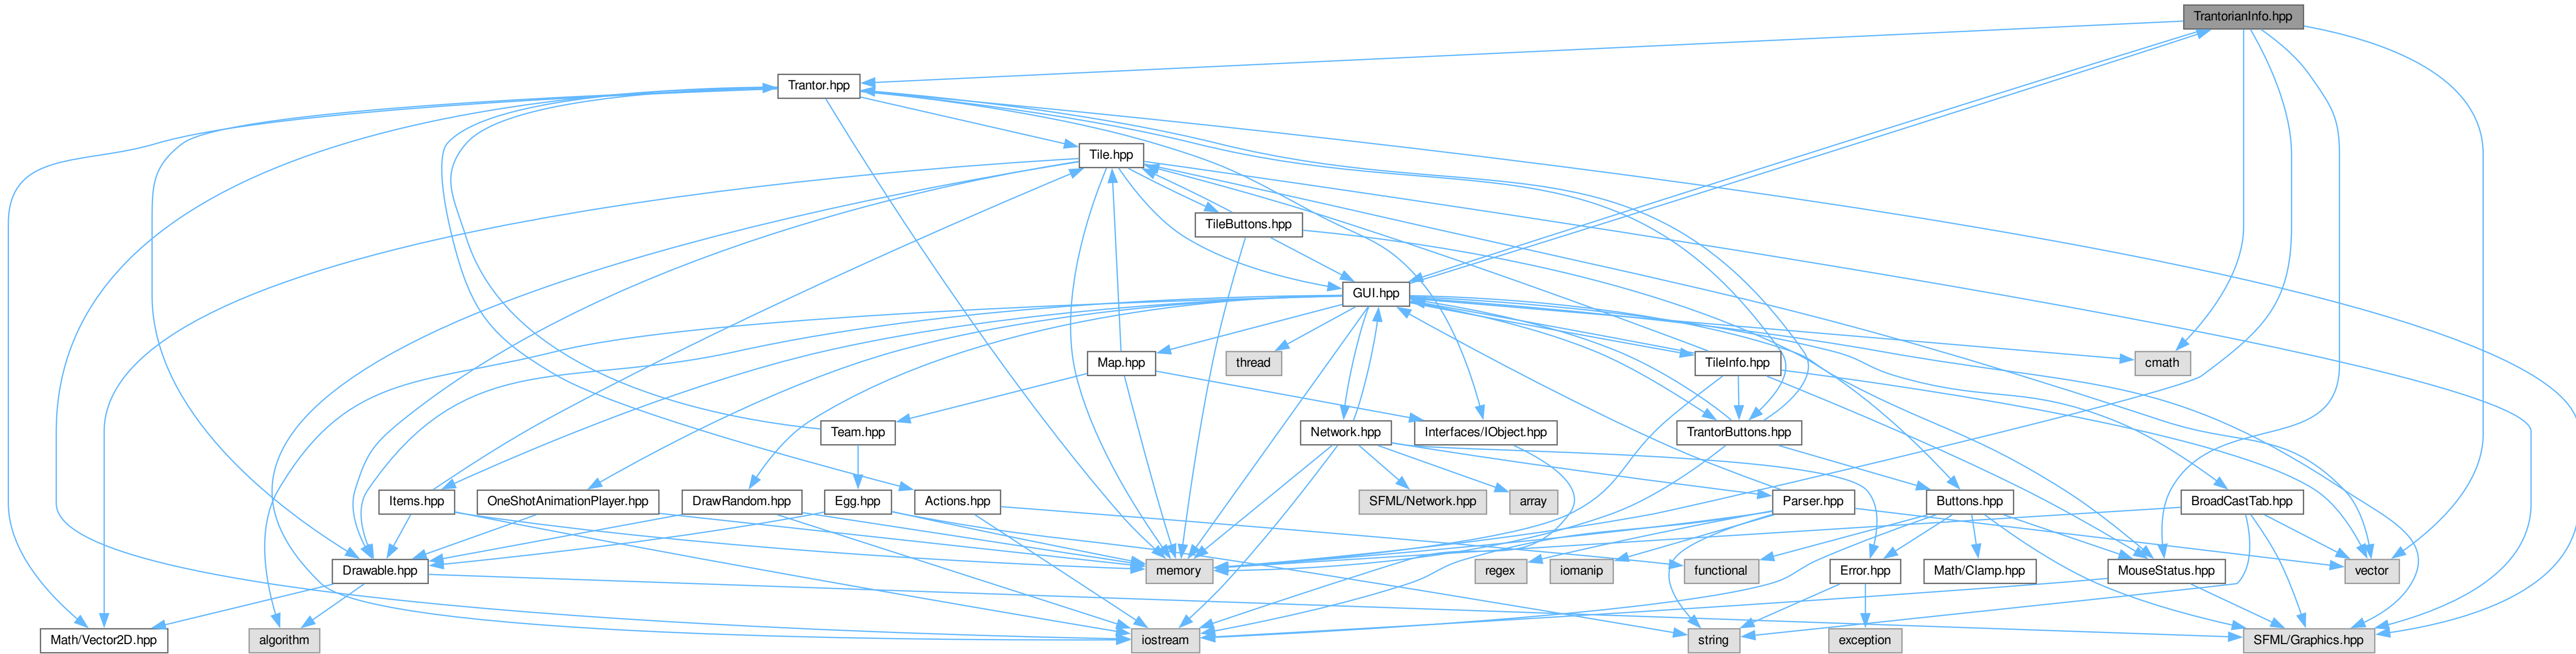 TrantorianInfo.hpp
Trantor.hpp
Tile.hpp
TileButtons.hpp
GUI.hpp
Map.hpp
thread
TileInfo.hpp
cmath
Team.hpp
Network.hpp
Interfaces/IObject.hpp
TrantorButtons.hpp
Items.hpp
OneShotAnimationPlayer.hpp
DrawRandom.hpp
Egg.hpp
Actions.hpp
SFML/Network.hpp
array
Parser.hpp
Buttons.hpp
BroadCastTab.hpp
Drawable.hpp
memory
regex
iomanip
functional
Error.hpp
Math/Clamp.hpp
MouseStatus.hpp
vector
Math/Vector2D.hpp
algorithm
iostream
string
exception
SFML/Graphics.hpp